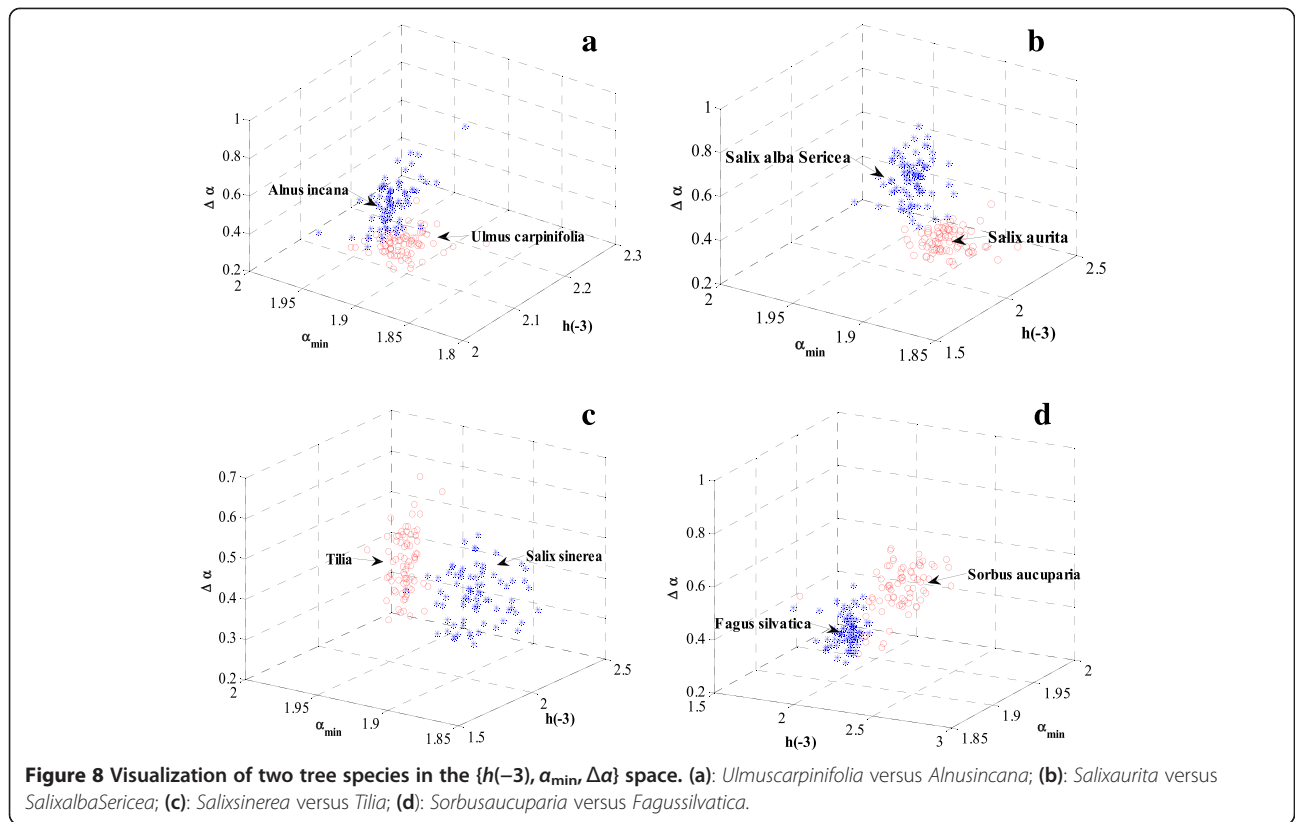 a
1
0.8
0.6
0.4
0.2
Δ α
Alnus incana
Ulmus carpinifolia
2
1.95
1.9
1.85
1.8
αmin
2
2.1
2.2
2.3
h(-3)
b
1
0.8
0.6
0.4
0.2
Δ α
Salix alba Sericea
Salix aurita
2
1.95
1.9
1.85
αmin
1.5
2
2.5
h(-3)
c
0.7
0.6
0.5
0.4
0.3
0.2
Δ α
Tilia
Salix sinerea
2
1.95
1.9
1.85
αmin
1.5
2
2.5
h(-3)
d
1
0.8
0.6
0.4
0.2
Δ α
Sorbus aucuparia
Fagus silvatica
1.5
2
2.5
3
h(-3)
1.85
1.9
1.95
2
αmin
Figure 8 Visualization of two tree species in the {h(−3), αmin, Δα} space. (a): Ulmuscarpinifolia versus Alnusincana; (b): Salixaurita versus
SalixalbaSericea; (c): Salixsinerea versus Tilia; (d): Sorbusaucuparia versus Fagussilvatica.